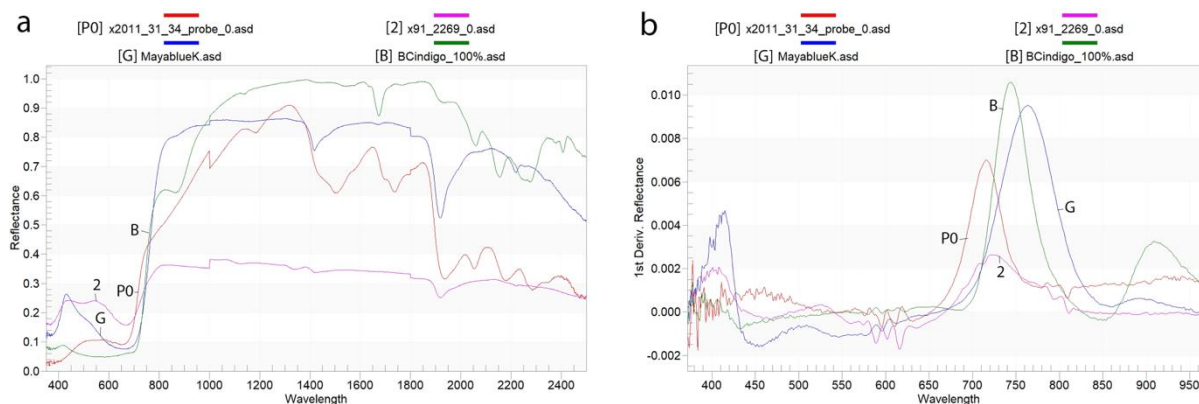 a
[P0] x2011_31_34_probe_0.asd
[2] x91_2269_0.asd
[G] MayablueK.asd
[B] BCindigo_100%.asd
1.0
0.9
0.8
0.7
0.6
0.5
0.4
0.3
0.2
0.1
0.0
Reflectance
B
P0
2
G
400 600 800 1000 1200 1400 1600 1800 2000 2200 2400
Wavelength
b
[P0] x2011_31_34_probe_0.asd
[2] x91_2269_0.asd
[G] MayablueK.asd
[B] BCindigo_100%.asd
0.010
0.008
0.006
0.004
0.002
0.000
-0.002
1st Deriv. Reflectance
B
G
P0
2
400 450 500 550 600 650 700 750 800 850 900 950
Wavelength